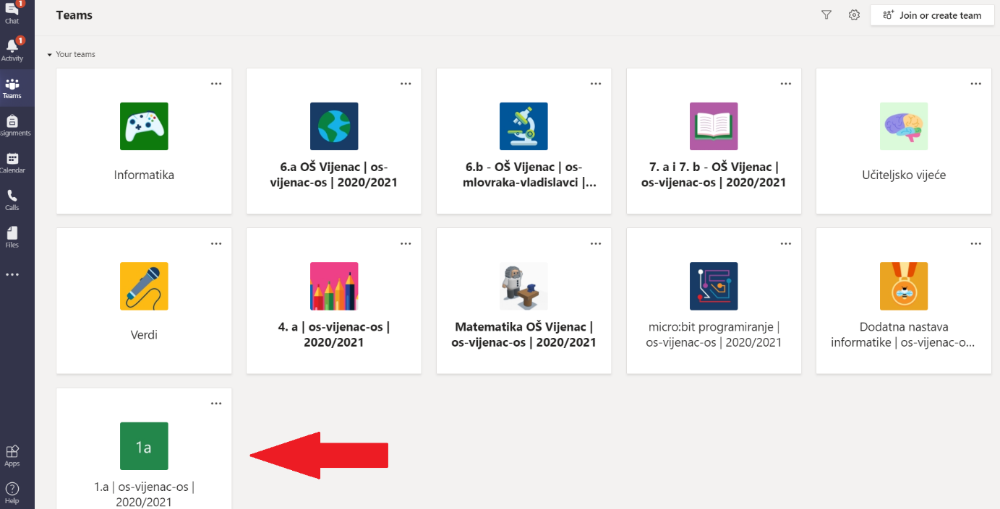 1
Chat
1
Activity
Teams
ssignments
Calendar
Calls
Files
Apps
Help
Teams
Join or create team
Your teams
Informatika
6.a OŠ Vijenac | os-
vijenac-os | 2020/2021
6.b - OŠ Vijenac | os-
mlovraka-vladislavci |...
7. a i 7. b - OŠ Vijenac |
os-vijenac-os | 2020/2021
Učiteljsko vijeće
Verdi
4. a | os-vijenac-os |
2020/2021
Matematika OŠ Vijenac |
os-vijenac-os | 2020/2021
micro:bit programiranje |
os-vijenac-os | 2020/2021
Dodatna nastava
informatike | os-vijenac-o...
1a
1.a | os-vijenac-os |
2020/2021